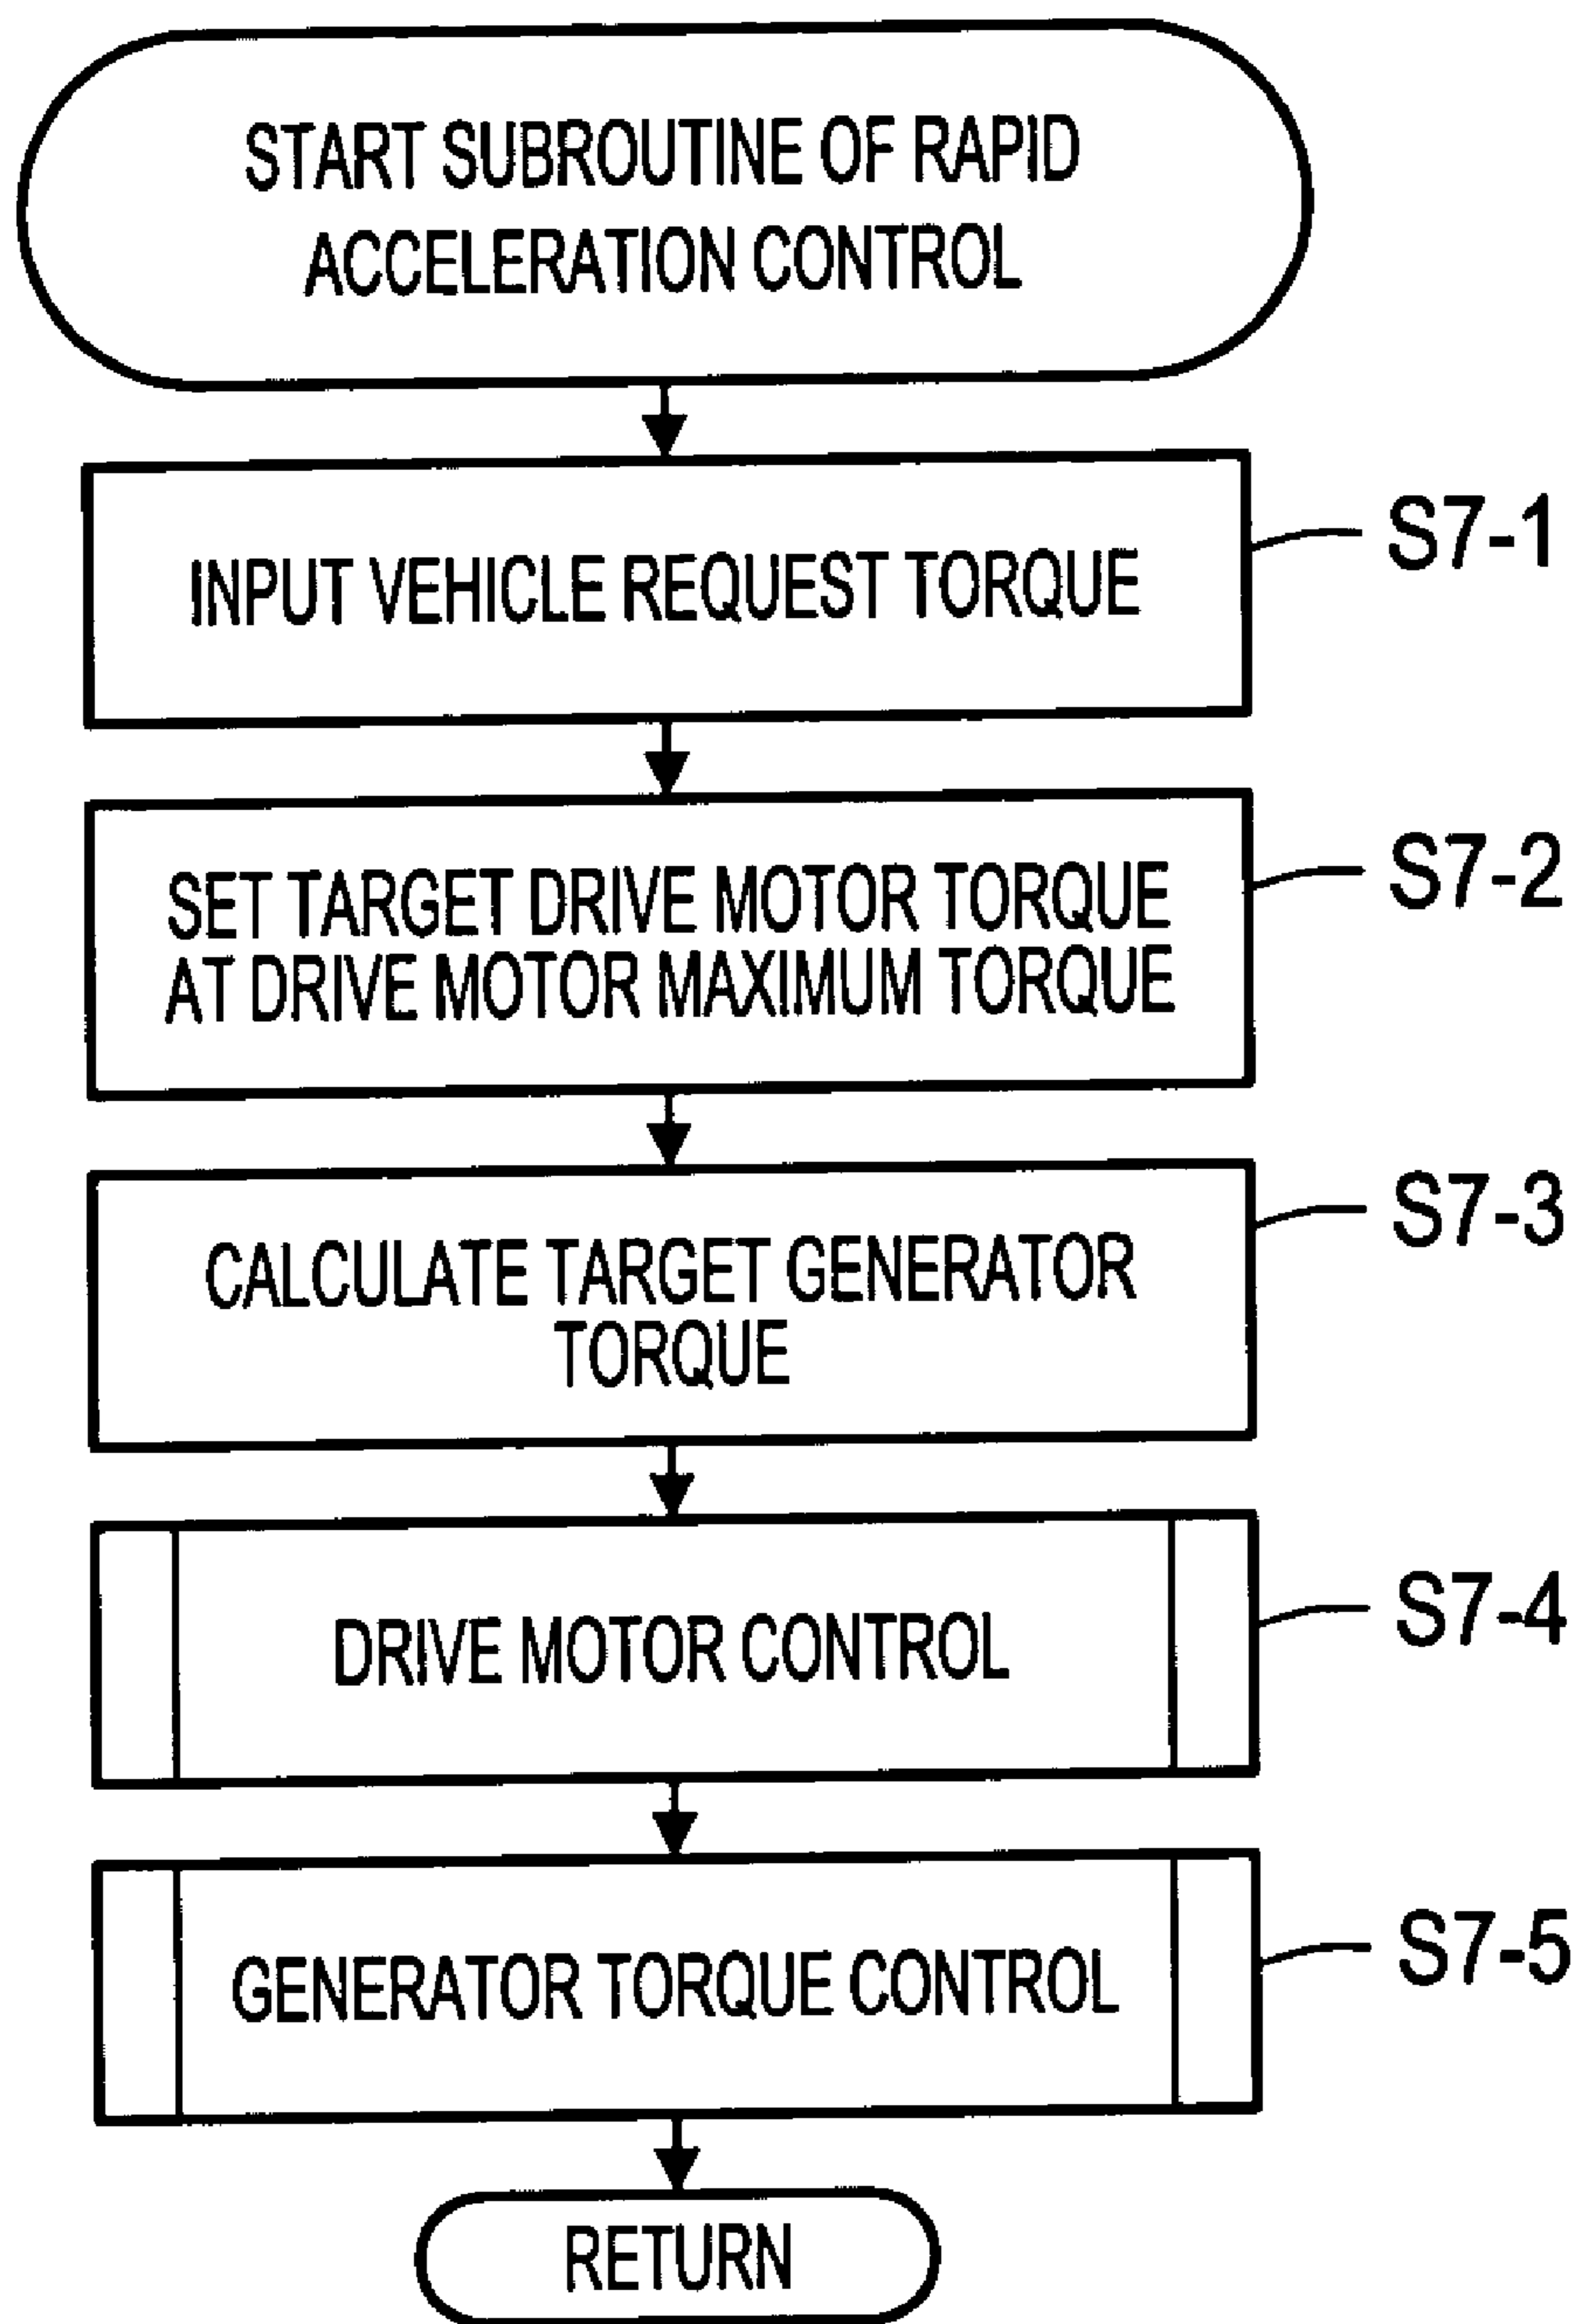 START SUBROUTINE OF RAPID
ACCELERATION CONTROL
INPUT VEHICLE REQUEST TORQUE
S7-1
SET TARGET DRIVE MOTOR TORQUE
AT DRIVE MOTOR MAXIMUM TORQUE
S7-2
CALCULATE TARGET GENERATOR
TORQUE
S7-3
DRIVE MOTOR CONTROL
S7-4
GENERATOR TORQUE CONTROL
S7-5
RETURN